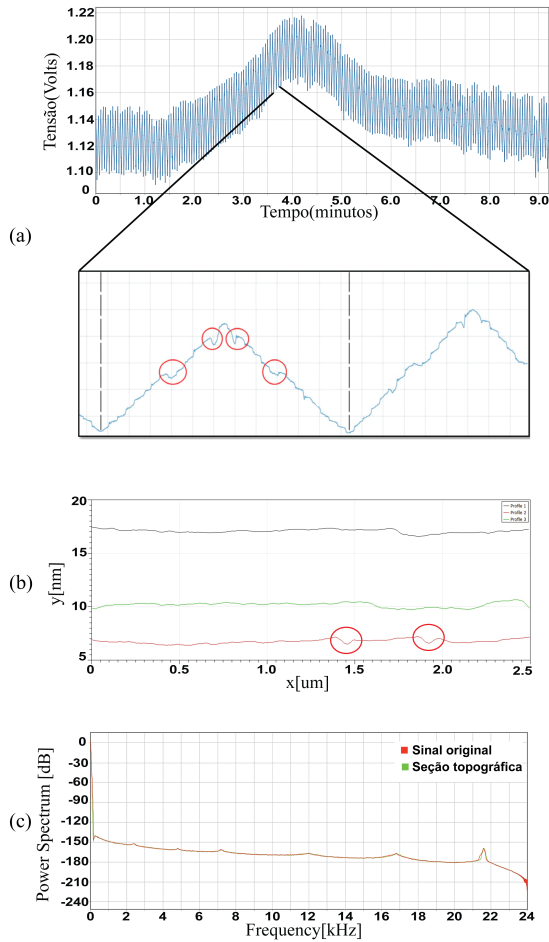 1.22
1.20
1.18
1.16
1.14
1.12
1.10
0
Tensão(Volts)
0.0 1.0 2.0 3.0 4.0 5.0 6.0 7.0 8.0 9.0
Tempo(minutos)
(a)
20
15
10
5
y[nm]
Profile 1
Profile 2
Profile 3
(b)
0 0.5 1.0 1.5 2.0 2.5
x[um]
0
-30
-60
-90
-120
-150
-180
-210
-240
Power Spectrum [dB]
Sinal original
Seção topográfica
(c)
0 2 4 6 8 10 12 14 16 18 20 22 24
Frequency[kHz]